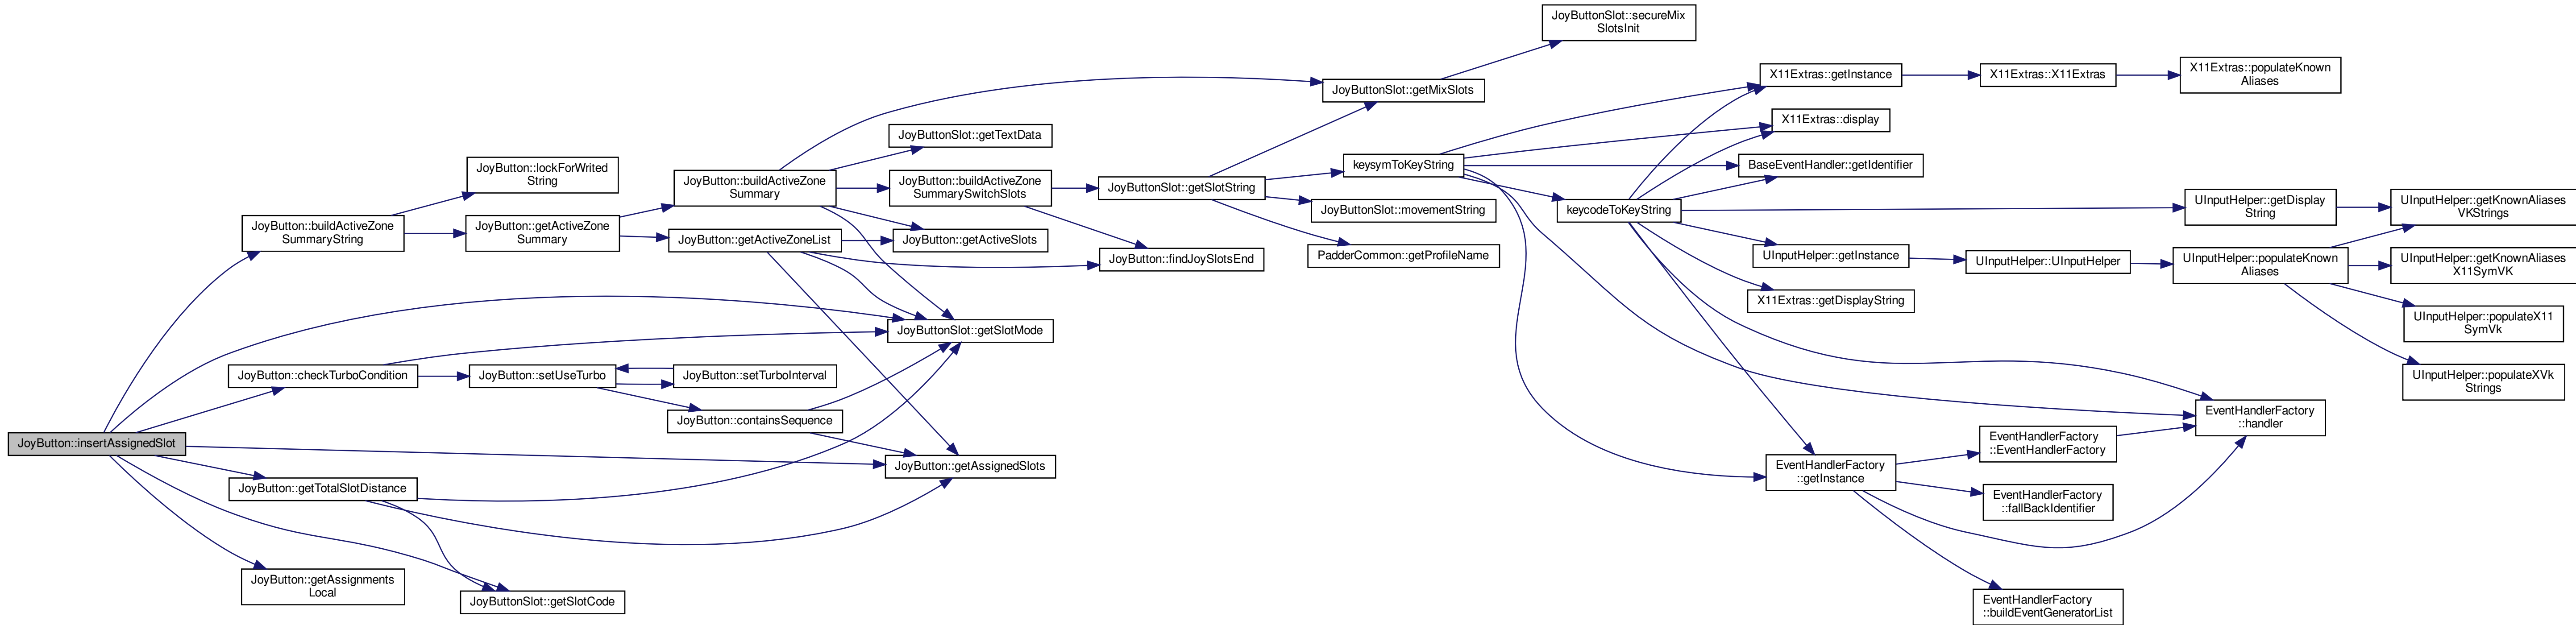 JoyButton::insertAssignedSlot
JoyButton::buildActiveZone
SummaryString
JoyButton::checkTurboCondition
JoyButton::getTotalSlotDistance
JoyButton::getAssignments
Local
JoyButton::lockForWrited
String
JoyButton::getActiveZone
Summary
JoyButton::setUseTurbo
JoyButtonSlot::getSlotCode
JoyButton::buildActiveZone
Summary
JoyButton::getActiveZoneList
JoyButton::setTurboInterval
JoyButton::containsSequence
JoyButtonSlot::getTextData
JoyButton::buildActiveZone
SummarySwitchSlots
JoyButton::getActiveSlots
JoyButtonSlot::getSlotMode
JoyButton::getAssignedSlots
JoyButtonSlot::getSlotString
JoyButton::findJoySlotsEnd
JoyButtonSlot::getMixSlots
keysymToKeyString
JoyButtonSlot::movementString
PadderCommon::getProfileName
JoyButtonSlot::secureMix
SlotsInit
keycodeToKeyString
X11Extras::getInstance
X11Extras::display
BaseEventHandler::getIdentifier
UInputHelper::getInstance
X11Extras::getDisplayString
EventHandlerFactory
::getInstance
X11Extras::X11Extras
UInputHelper::UInputHelper
EventHandlerFactory
::EventHandlerFactory
EventHandlerFactory
::fallBackIdentifier
EventHandlerFactory
::buildEventGeneratorList
X11Extras::populateKnown
Aliases
UInputHelper::getDisplay
String
UInputHelper::populateKnown
Aliases
EventHandlerFactory
::handler
UInputHelper::getKnownAliases
VKStrings
UInputHelper::getKnownAliases
X11SymVK
UInputHelper::populateX11
SymVk
UInputHelper::populateXVk
Strings